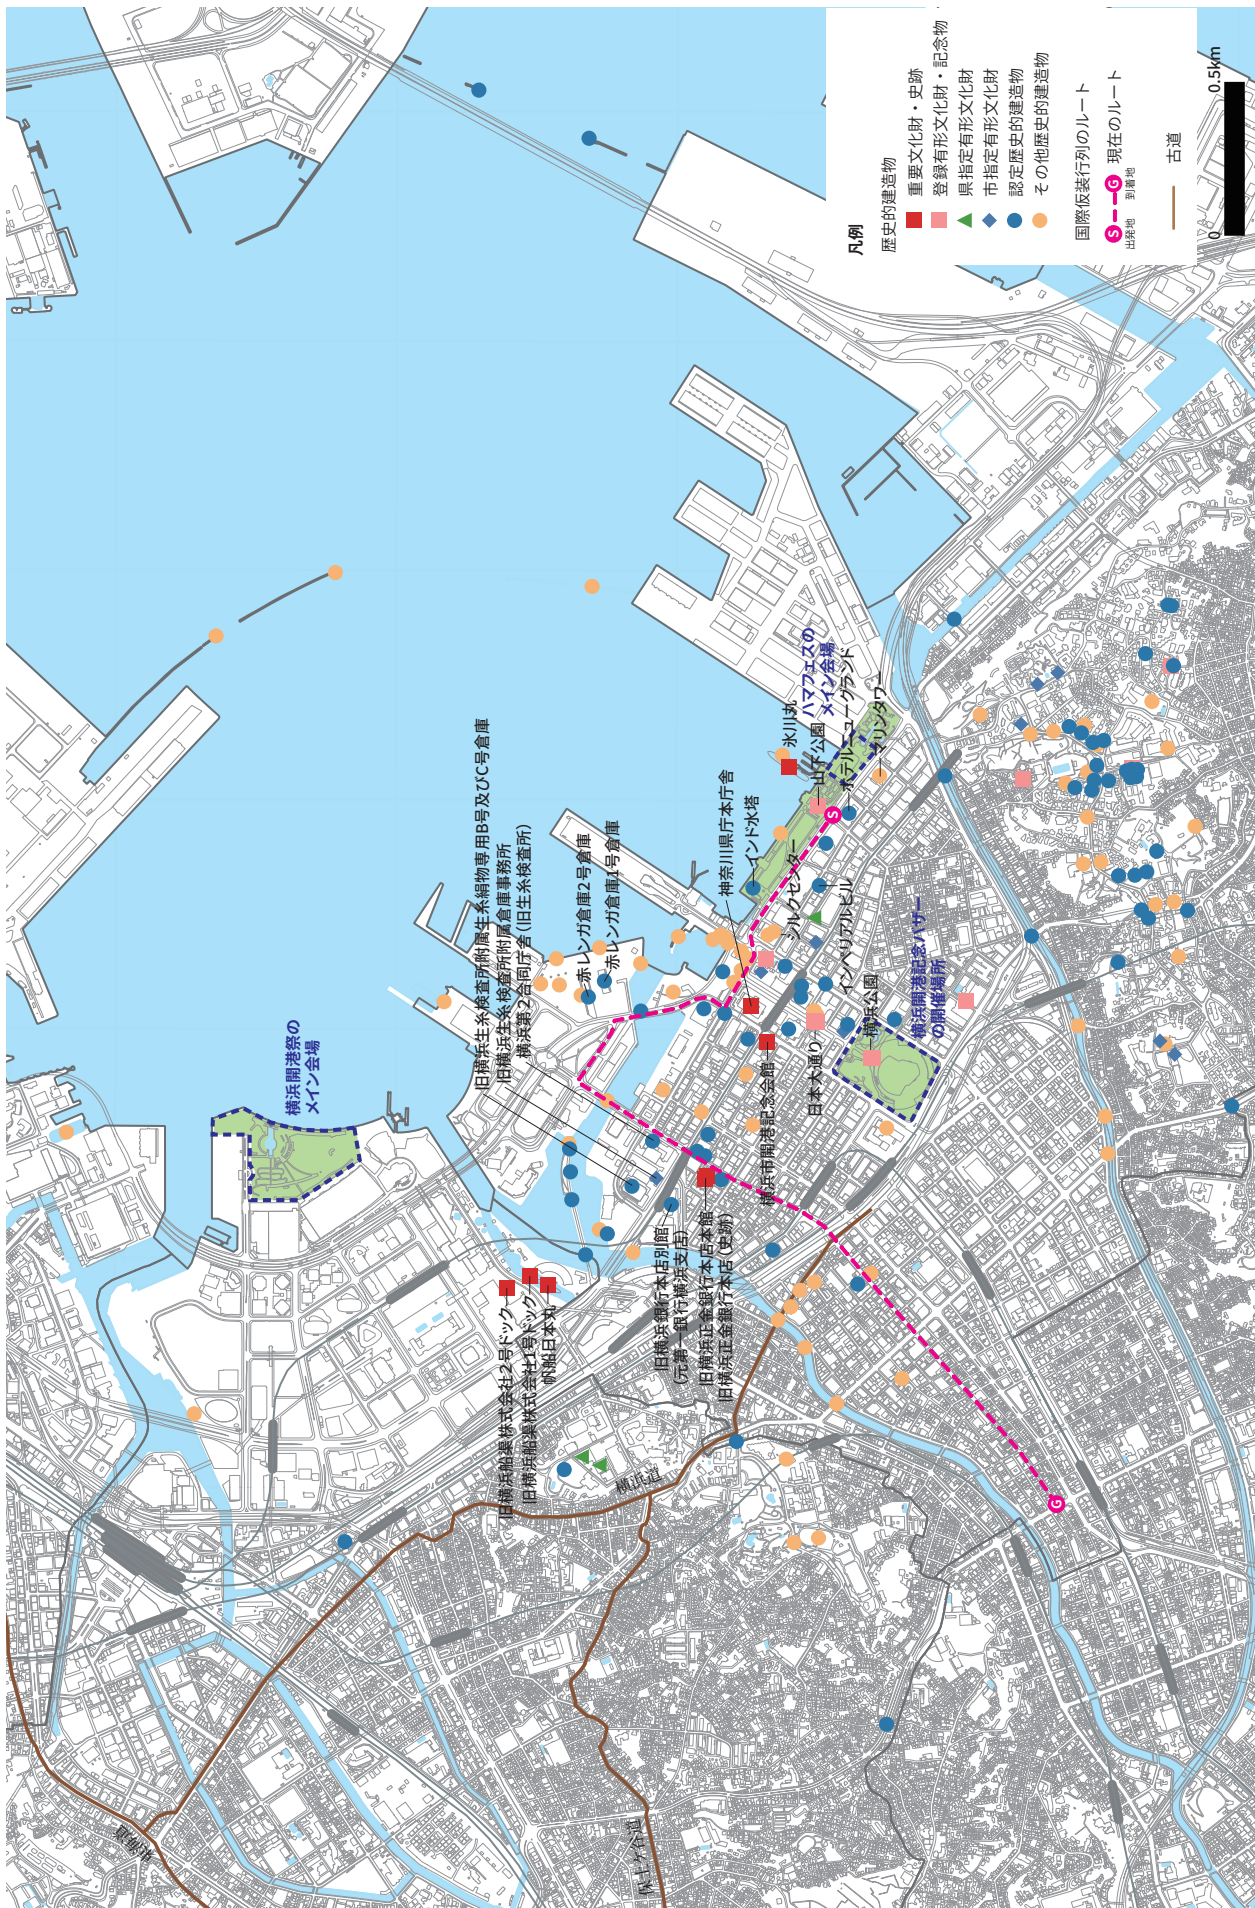 凡例
歴史的建造物
重要文化財・史跡
登録有形文化財・記念物
県指定有形文化財
市指定有形文化財
認定歴史的建造物
その他歴史的建造物
国際仮装行列のルート
S
G
現在のルート
出発地
到着地
古道
0
0.5km
横浜開港祭の
メイン会場
旧横浜生糸検査所附属生糸絹物専用B号及びC号倉庫
旧横浜生糸検査所附属倉庫事務所
横浜第2合同庁舎(旧生糸検査所)
赤レンガ倉庫2号倉庫
赤レンガ倉庫1号倉庫
神奈川県庁本庁舎
インド水塔
氷川丸
ハマフェスの
メイン会場
山下公園
ホテルニューグランド
マリンタワー
シルクセンター
インペリアルビル
横浜公園
横浜開港記念バザー
の開催場所
日本大通り
横浜市開港記念会館
旧横浜船渠株式会社2号ドック
旧横浜船渠株式会社1号ドック
帆船日本丸
旧横浜銀行本店別館
(元第一銀行横浜支店)
旧横浜正金銀行本店本館
旧横浜正金銀行本店(史跡)
横浜道
保土ヶ谷道
S
G